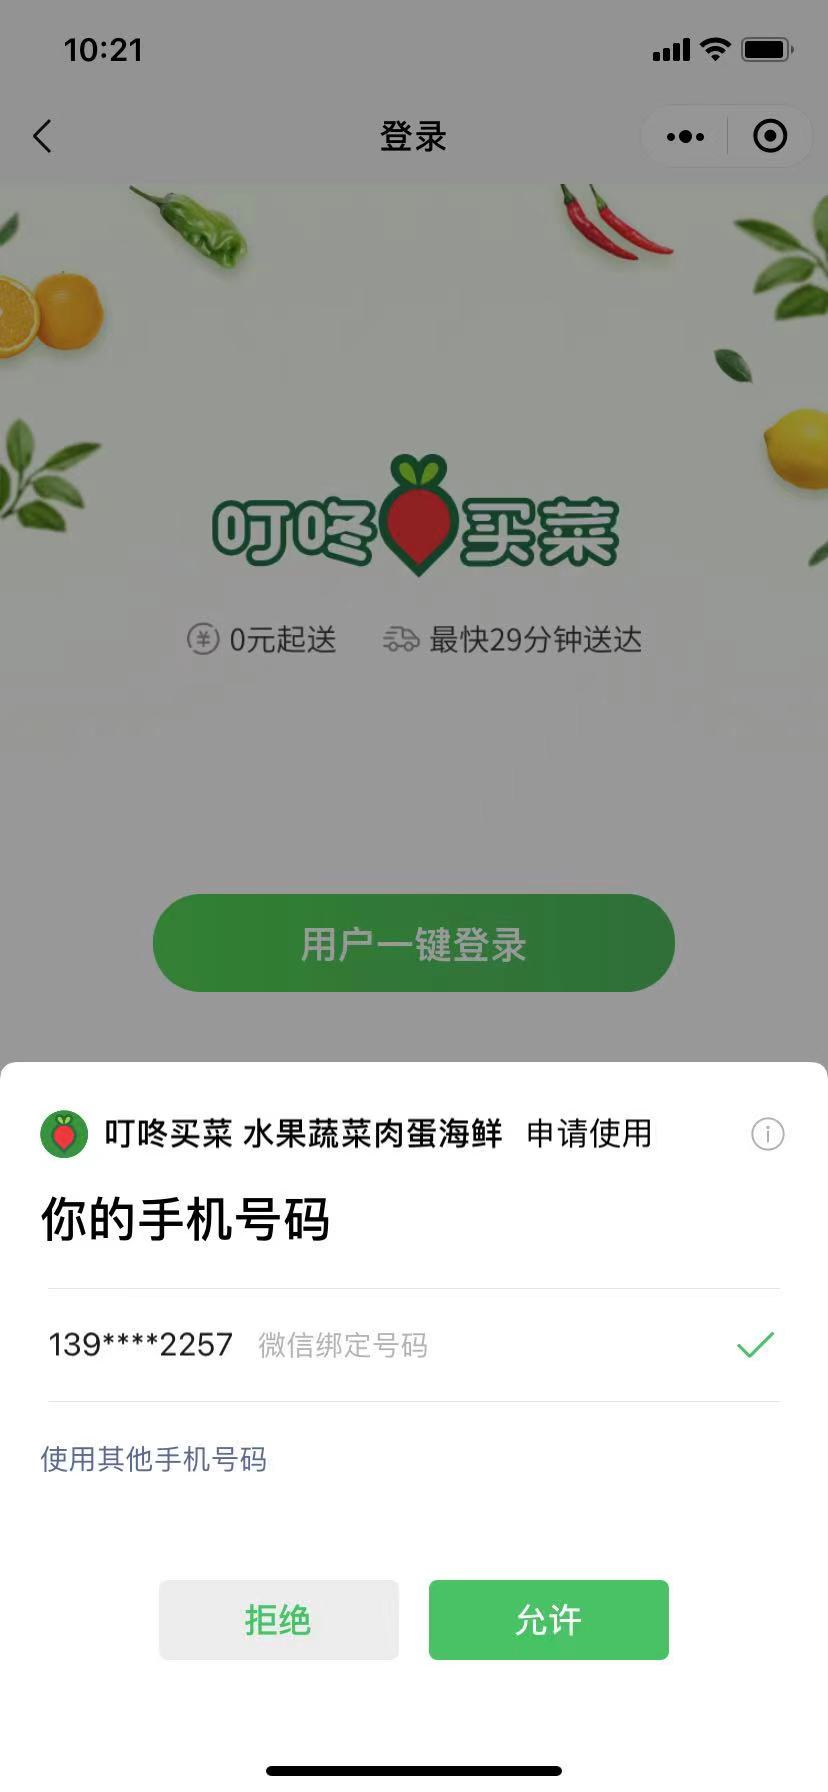 10:21
登录
叮咚买菜
0元起送 最快29分钟送达
用户一键登录
叮咚买菜 水果蔬菜肉蛋海鲜 申请使用
你的手机号码
139****2257 微信绑定号码
使用其他手机号码
拒绝 允许